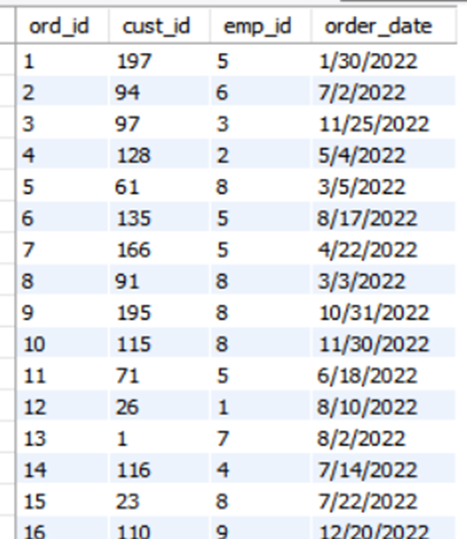 ord_id cust_id emp_id order_date
1 197 5 1/30/2022
2 94 6 7/2/2022
3 97 3 11/25/2022
4 128 2 5/4/2022
5 61 8 3/5/2022
6 135 5 8/17/2022
7 166 5 4/22/2022
8 91 8 3/3/2022
9 195 8 10/31/2022
10 115 8 11/30/2022
11 71 5 6/18/2022
12 26 1 8/10/2022
13 1 7 8/2/2022
14 116 4 7/14/2022
15 23 8 7/22/2022
16 110 9 12/20/2022